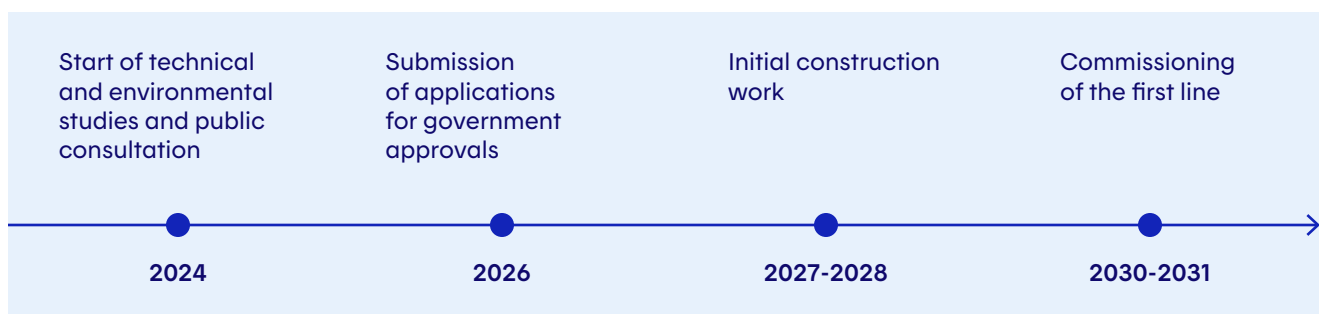 Start of technical
and environmental
studies and public
consultation
Submission
of applications
for government
approvals
Initial construction
work
Commissioning
of the first line
2024
2026
2027-2028
2030-2031